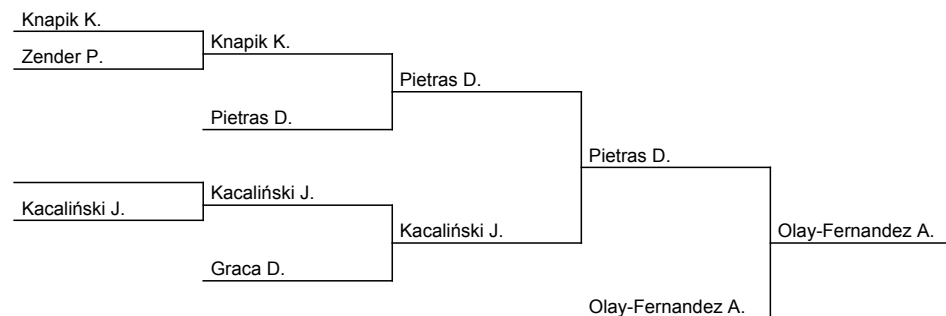 Knapik K.
Zender P.
Knapik K.
Pietras D.
Pietras D.
Pietras D.
Kacaliński J.
Kacaliński J.
Graca D.
Kacaliński J.
Olay-Fernandez A.
Olay-Fernandez A.